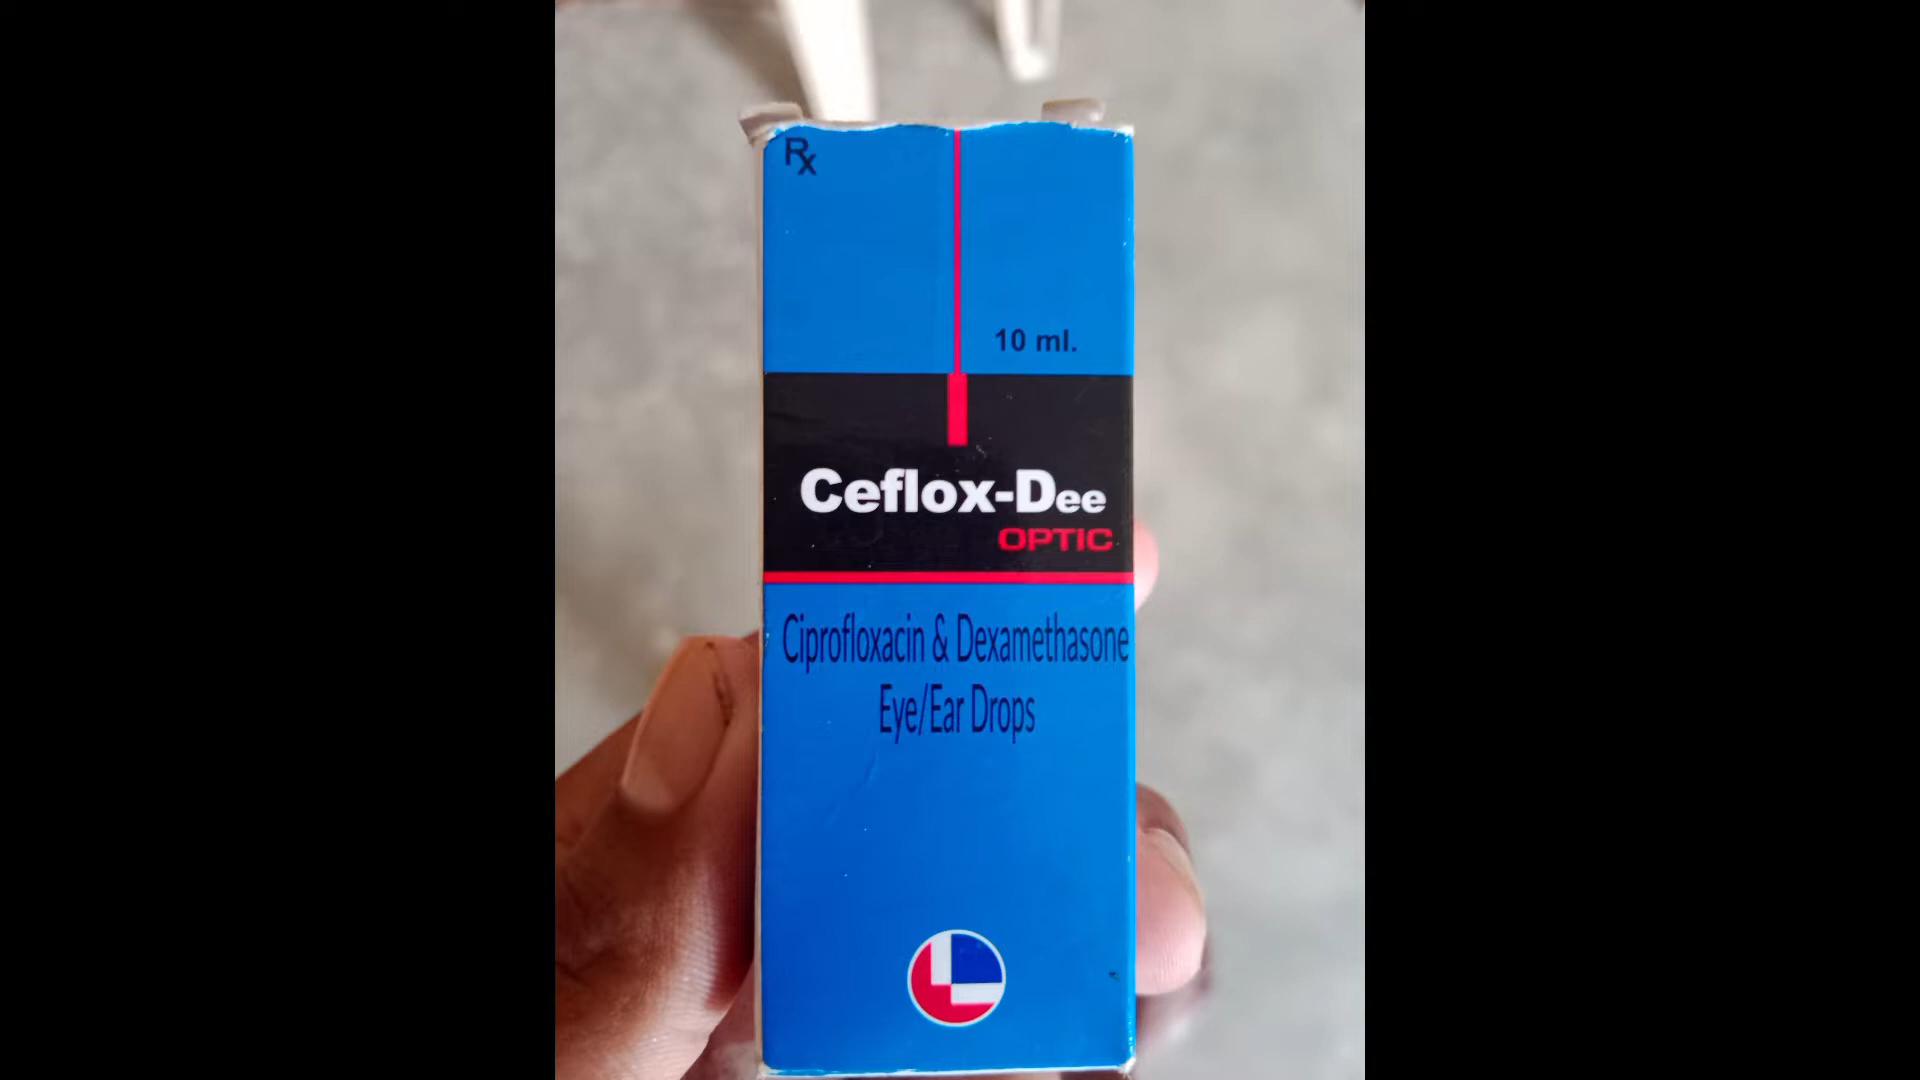 Rx
10 ml.
Ceflox-Dee
OPTIC
Ciprofloxacin & Dexamethasone
Eye/Ear Drops